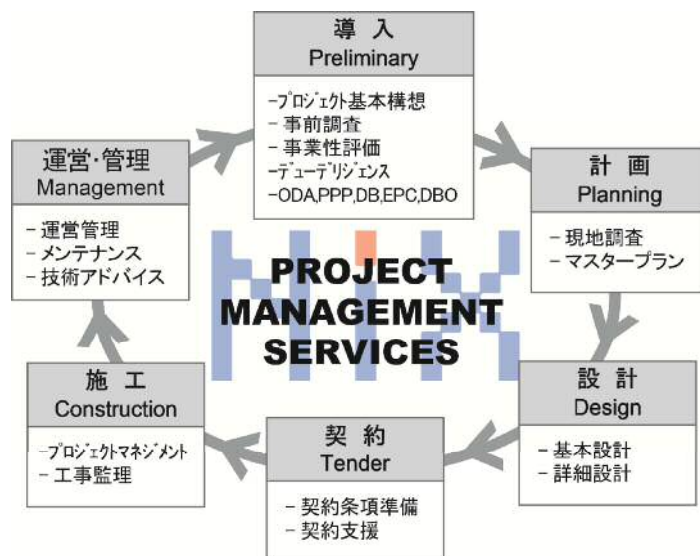 導 入
Preliminary
-プロジェクト基本構想
- 事前調査
- 事業性評価
-デューデリジェンス
-ODA,PPP,DB,EPC,DBO
計 画
Planning
- 現地調査
- マスタープラン
設 計
Design
- 基本設計
- 詳細設計
契 約
Tender
- 契約条項準備
- 契約支援
施 工
Construction
-プロジェクトマネジメント
- 工事監理
運営･管理
Management
- 運営管理
- メンテナンス
- 技術アドバイス
NiX
PROJECT
MANAGEMENT
SERVICES